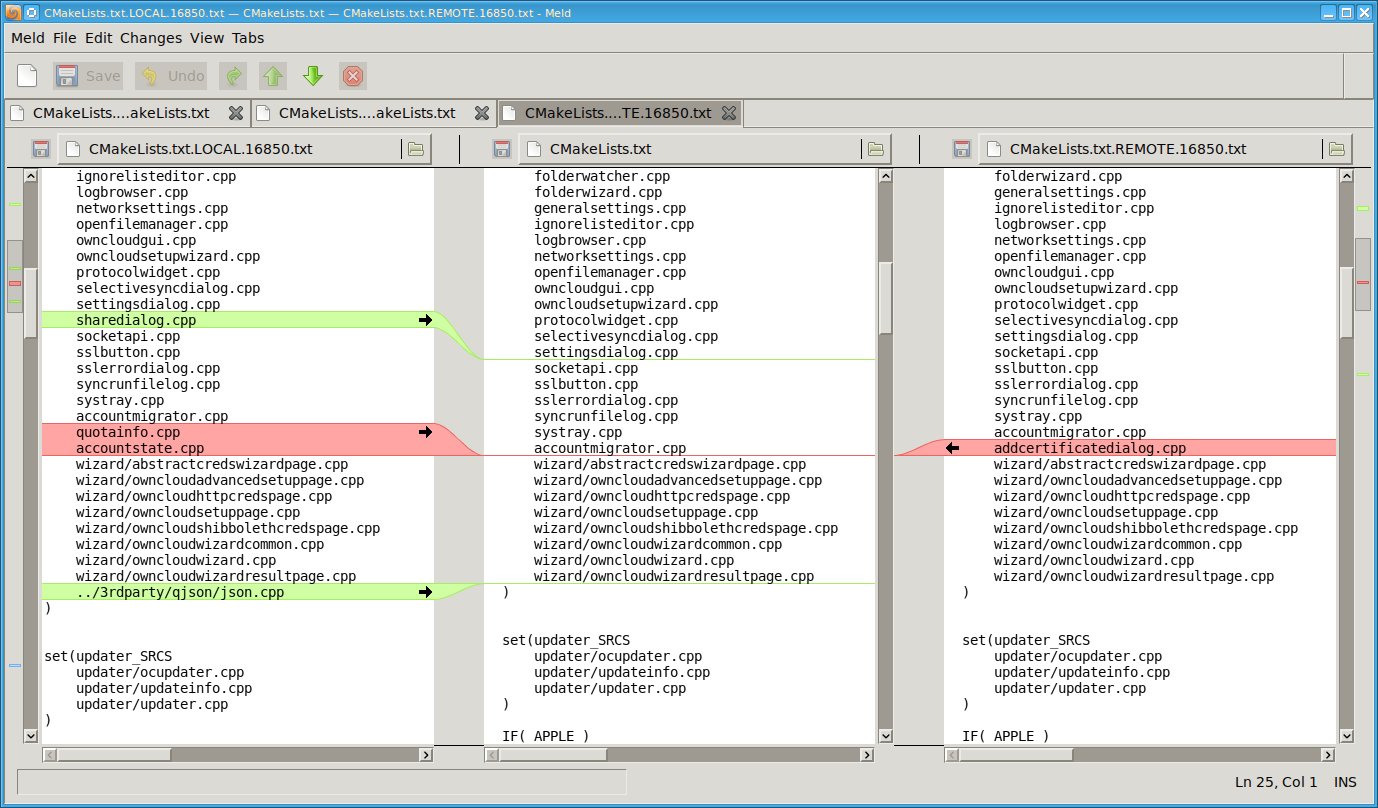 CMakeLists.txt.LOCAL.16850.txt — CMakeLists.txt — CMakeLists.txt.REMOTE.16850.txt - Meld
Meld File Edit Changes View Tabs
Save Undo
CMakeLists....akeLists.txt CMakeLists....akeLists.txt CMakeLists....TE.16850.txt
CMakeLists.txt.LOCAL.16850.txt
ignorelisteditor.cpp
logbrowser.cpp
networksettings.cpp
openfilemanager.cpp
owncloudgui.cpp
owncloudsetupwizard.cpp
protocolwidget.cpp
selectivesyncdialog.cpp
settingsdialog.cpp
sharedialog.cpp
socketapi.cpp
sslbutton.cpp
sslerrordialog.cpp
syncrunfilelog.cpp
systray.cpp
accountmigrator.cpp
quotainfo.cpp
accountstate.cpp
wizard/abstractcredswizardpage.cpp
wizard/owncloudadvancedsetuppage.cpp
wizard/owncloudhttpcredspage.cpp
wizard/owncloudsetuppage.cpp
wizard/owncloudshibbolethcredspage.cpp
wizard/owncloudwizardcommon.cpp
wizard/owncloudwizard.cpp
wizard/owncloudwizardresultpage.cpp
../3rdparty/qjson/json.cpp
)
set(updater_SRCS
updater/ocupdater.cpp
updater/updateinfo.cpp
updater/updater.cpp
)
CMakeLists.txt
folderwatcher.cpp
folderwizard.cpp
generalsettings.cpp
ignorelisteditor.cpp
logbrowser.cpp
networksettings.cpp
openfilemanager.cpp
owncloudgui.cpp
owncloudsetupwizard.cpp
protocolwidget.cpp
selectivesyncdialog.cpp
settingsdialog.cpp
socketapi.cpp
sslbutton.cpp
sslerrordialog.cpp
syncrunfilelog.cpp
systray.cpp
accountmigrator.cpp
wizard/abstractcredswizardpage.cpp
wizard/owncloudadvancedsetuppage.cpp
wizard/owncloudhttpcredspage.cpp
wizard/owncloudsetuppage.cpp
wizard/owncloudshibbolethcredspage.cpp
wizard/owncloudwizardcommon.cpp
wizard/owncloudwizard.cpp
wizard/owncloudwizardresultpage.cpp
)
set(updater_SRCS
updater/ocupdater.cpp
updater/updateinfo.cpp
updater/updater.cpp
)
IF( APPLE )
CMakeLists.txt.REMOTE.16850.txt
folderwizard.cpp
generalsettings.cpp
ignorelisteditor.cpp
logbrowser.cpp
networksettings.cpp
openfilemanager.cpp
owncloudgui.cpp
owncloudsetupwizard.cpp
protocolwidget.cpp
selectivesyncdialog.cpp
settingsdialog.cpp
socketapi.cpp
sslbutton.cpp
sslerrordialog.cpp
syncrunfilelog.cpp
systray.cpp
accountmigrator.cpp
addcertificatedialog.cpp
wizard/abstractcredswizardpage.cpp
wizard/owncloudadvancedsetuppage.cpp
wizard/owncloudhttpcredspage.cpp
wizard/owncloudsetuppage.cpp
wizard/owncloudshibbolethcredspage.cpp
wizard/owncloudwizardcommon.cpp
wizard/owncloudwizard.cpp
wizard/owncloudwizardresultpage.cpp
)
set(updater_SRCS
updater/ocupdater.cpp
updater/updateinfo.cpp
updater/updater.cpp
)
IF( APPLE )
Ln 25, Col 1 INS